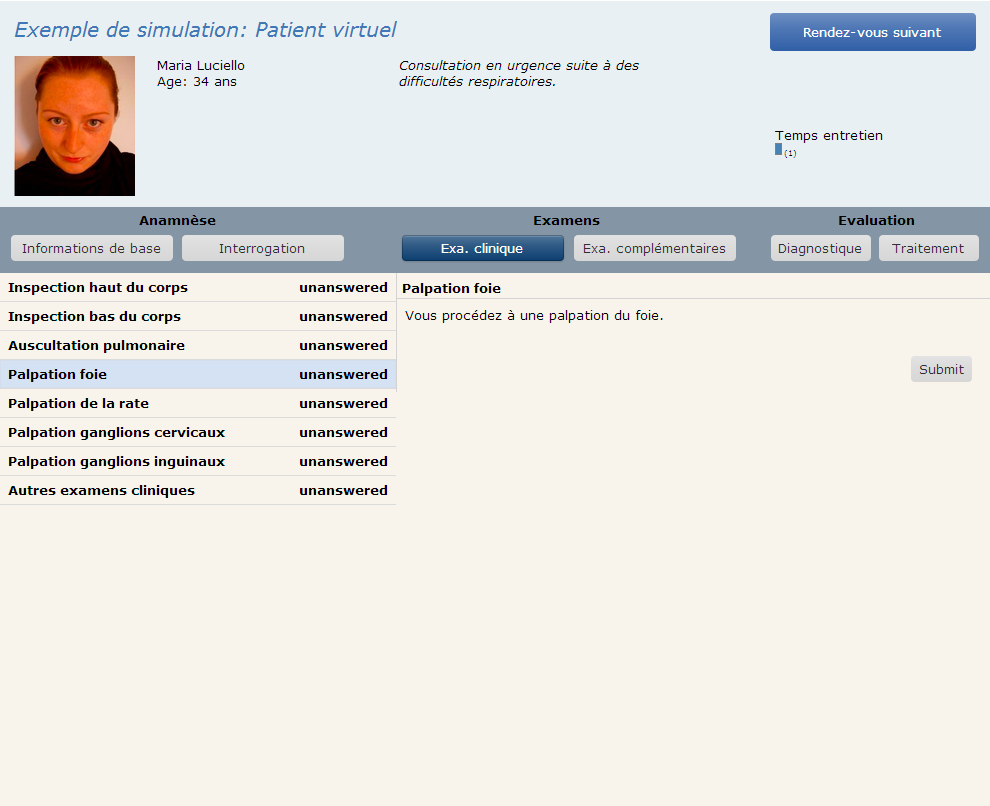 Exemple de simulation: Patient virtuel
Rendez-vous suivant
Maria Luciello
Age: 34 ans
Consultation en urgence suite à des
difficultés respiratoires.
Temps entretien
(1)
Anamnèse
Examens
Evaluation
Informations de base
Interrogation
Exa. clinique
Exa. complémentaires
Diagnostique
Traitement
Inspection haut du corps unanswered
Inspection bas du corps unanswered
Auscultation pulmonaire unanswered
Palpation foie unanswered
Palpation de la rate unanswered
Palpation ganglions cervicaux unanswered
Palpation ganglions inguinaux unanswered
Autres examens cliniques unanswered
Palpation foie
Vous procédez à une palpation du foie.
Submit